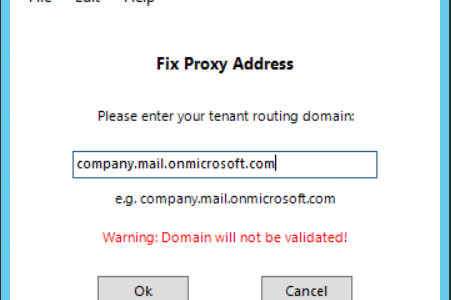 File Edit Help
Fix Proxy Address
Please enter your tenant routing domain:
company.mail.onmicrosoft.com
e.g. company.mail.onmicrosoft.com
Warning: Domain will not be validated!
Ok Cancel